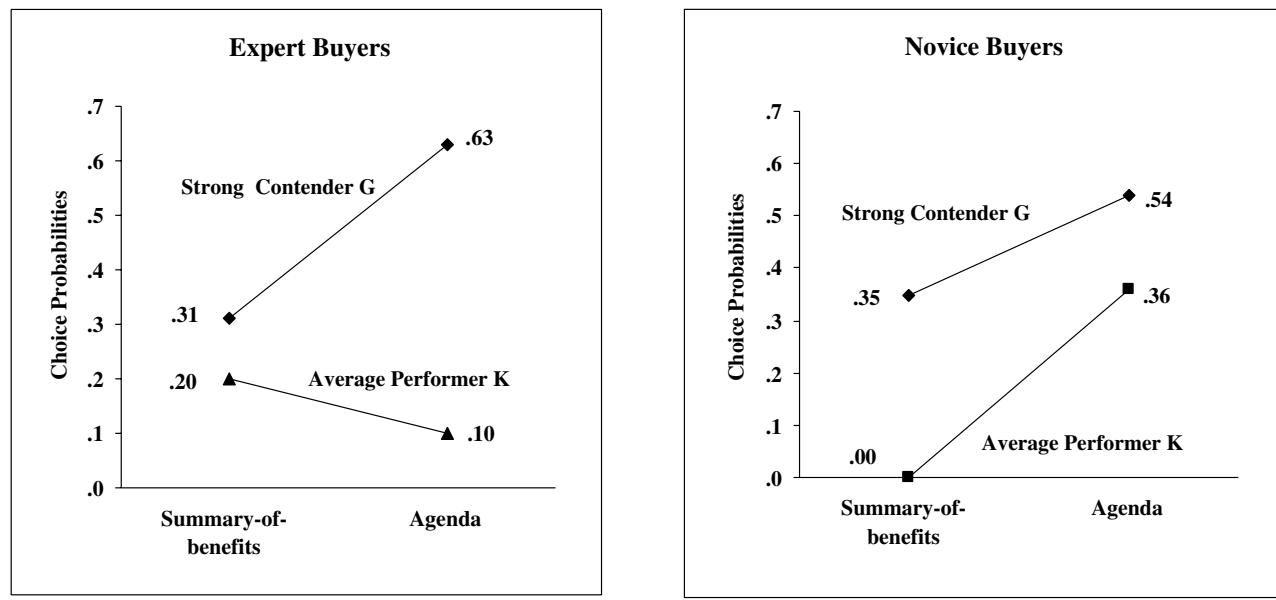 Expert Buyers
Choice Probabilities
.7
.6
.5
.4
.3
.2
.1
.0
.63
Strong Contender G
.31
.20
Average Performer K
.10
Summary-of-
benefits
Agenda
Novice Buyers
Choice Probabilities
.7
.6
.5
.4
.3
.2
.1
.0
.54
Strong Contender G
.35
.36
.00
Average Performer K
Summary-of-
benefits
Agenda